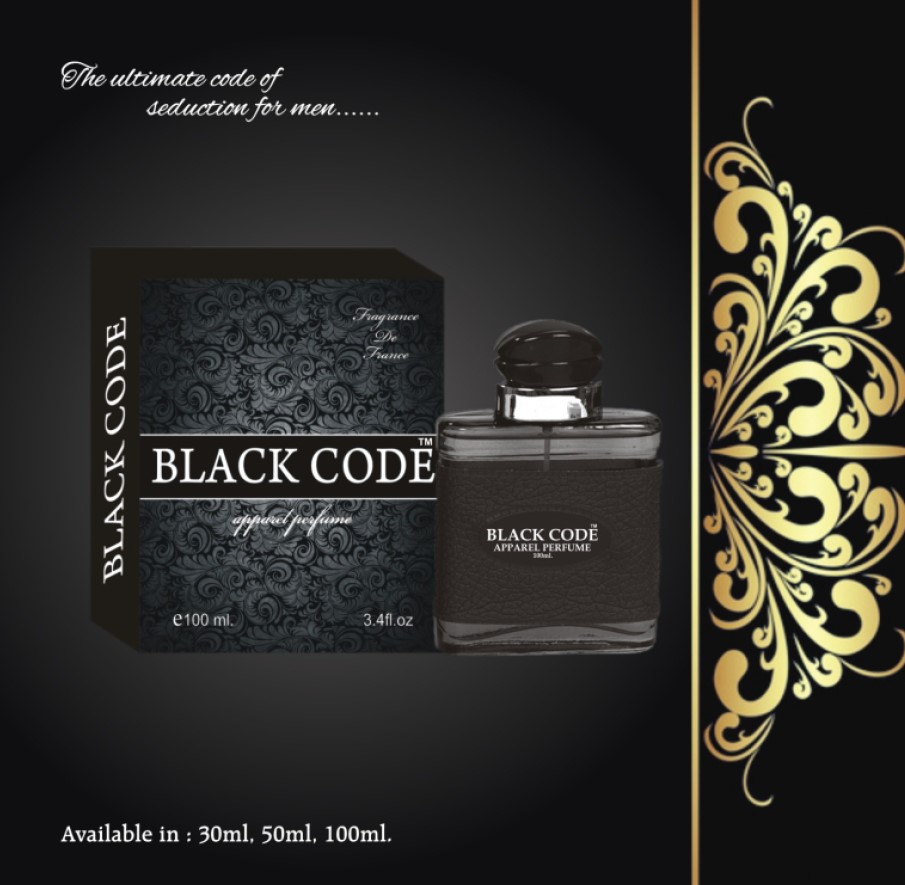 The ultimate code of
seduction for men......
BLACK CODE
Fragrance
De
France
BLACK CODE™
apparel perfume
e100 ml.
3.4fl.oz
BLACK CODE™
APPAREL PERFUME
100ml.
Available in : 30ml, 50ml, 100ml.